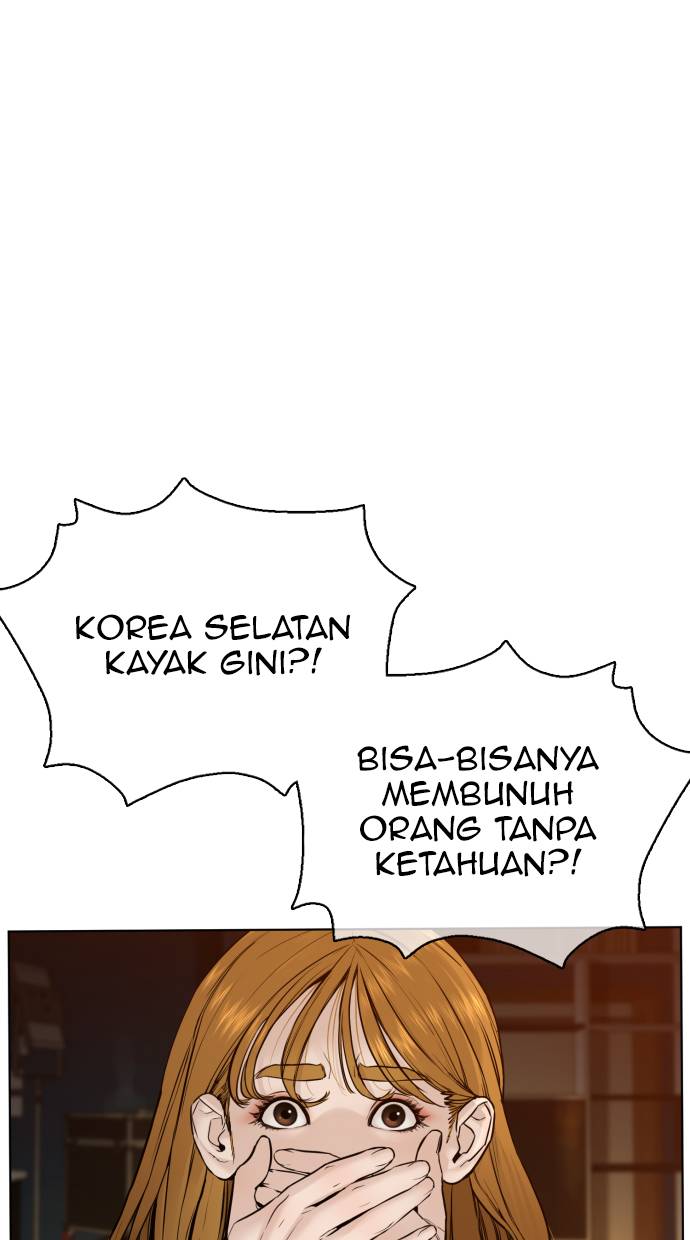 KOREA SELATAN
KAYAK GINI?!
BISA-BISANYA
MEMBUNUH
ORANG TANPA
KETAHUAN?!